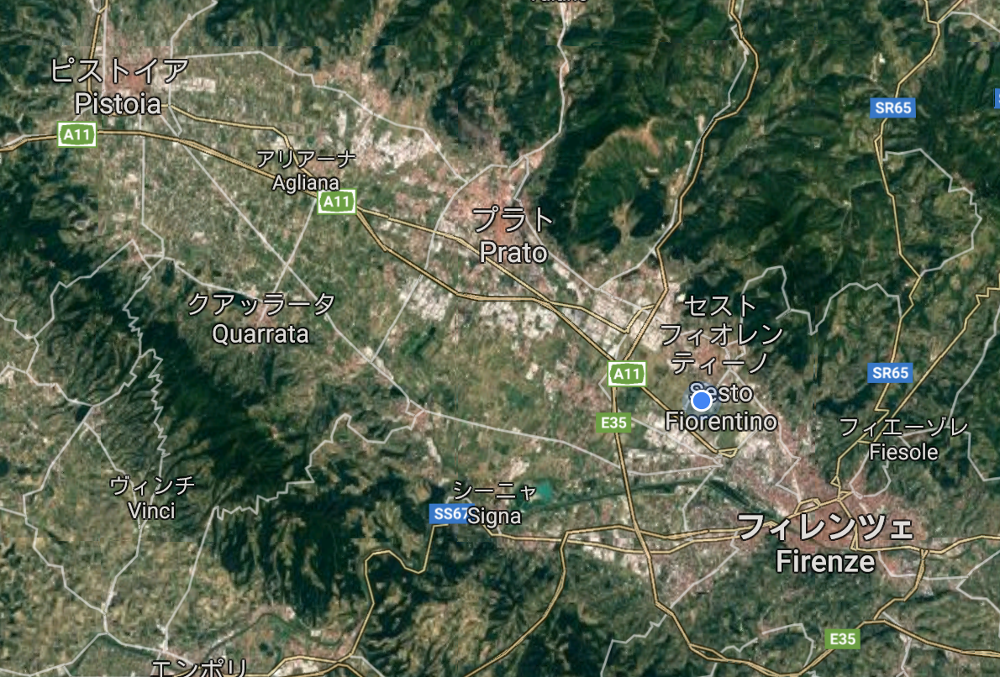 ピストイア
Pistoia
SR65
A11
アリアーナ
Agliana
A11
プラト
Prato
クアッラータ
Quarrata
セスト
フィオレン
ティーノ
Sesto
Fiorentino
A11
SR65
E35
フィエーゾレ
Fiesole
ヴィンチ
Vinci
シーニャ
SS67
Signa
フィレンツェ
Firenze
E35
エンポリ